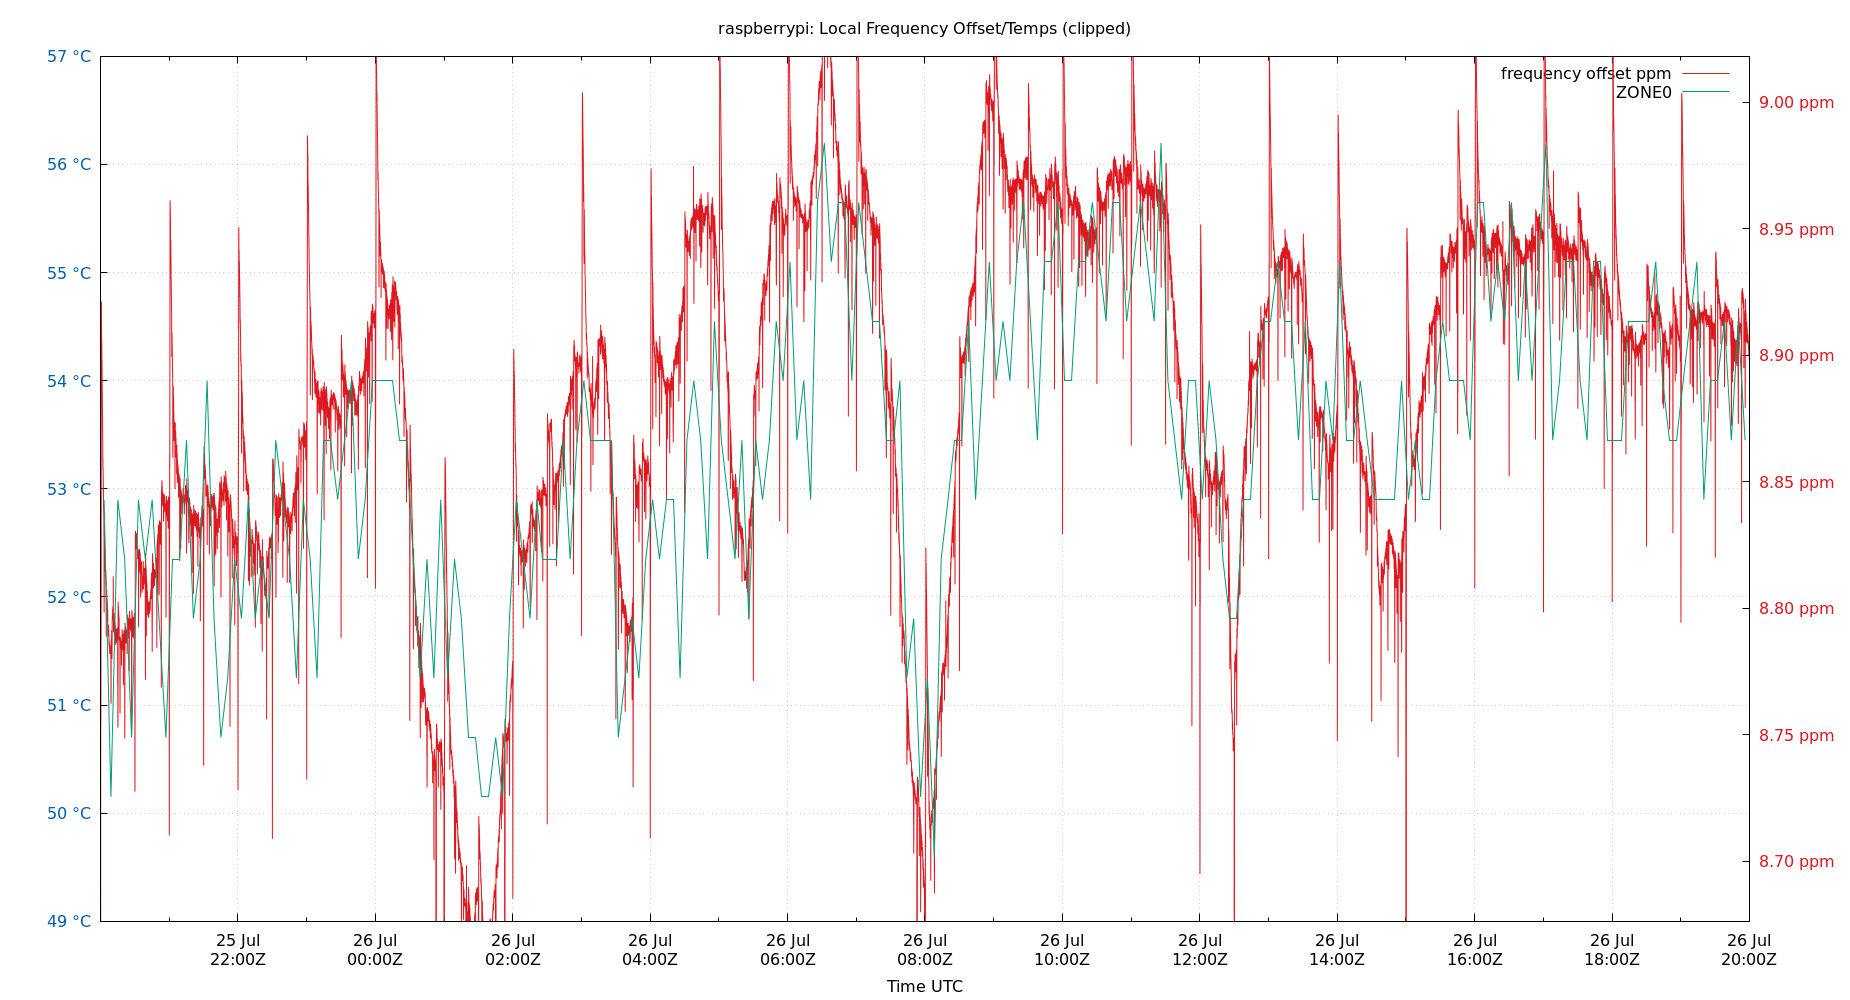 raspberrypi: Local Frequency Offset/Temps (clipped)
57 °C
56 °C
55 °C
54 °C
53 °C
52 °C
51 °C
50 °C
49 °C
frequency offset ppm
ZONE0
9.00 ppm
8.95 ppm
8.90 ppm
8.85 ppm
8.80 ppm
8.75 ppm
8.70 ppm
25 Jul
22:00Z
26 Jul
00:00Z
26 Jul
02:00Z
26 Jul
04:00Z
26 Jul
06:00Z
26 Jul
08:00Z
26 Jul
10:00Z
26 Jul
12:00Z
26 Jul
14:00Z
26 Jul
16:00Z
26 Jul
18:00Z
26 Jul
20:00Z
Time UTC